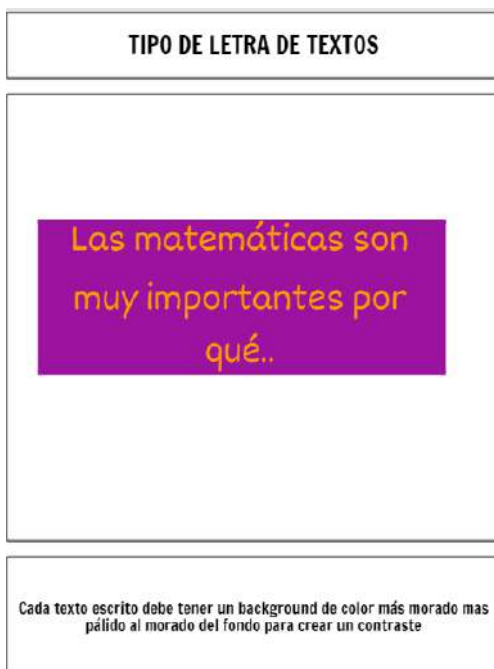 TIPO DE LETRA DE TEXTOS
Las matemáticas son
muy importantes por
qué..
Cada texto escrito debe tener un background de color más morado mas
pálido al morado del fondo para crear un contraste